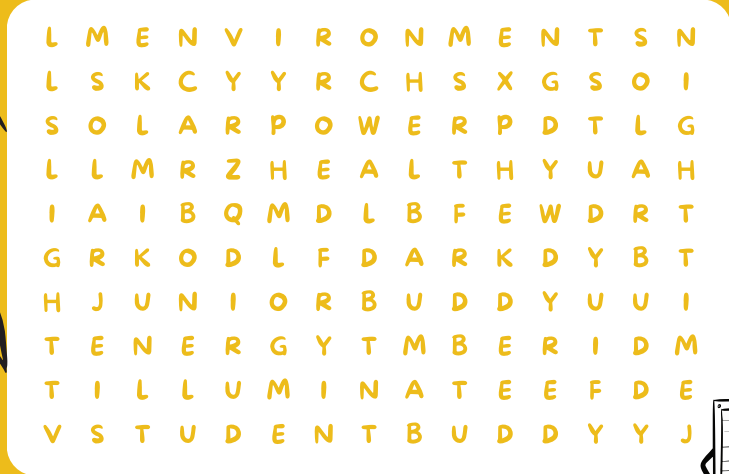 L M E N V I R O N M E N T S N
L S K C Y Y R C H S X G S O I
S O L A R P O W E R P D T L G
L L M R Z H E A L T H Y U A H
I A I B Q M D L B F E W D R T
G R K O D L F D A R K D Y B T
H J U N I O R B U D D Y U U I
T E N E R G Y T M B E R I D M
T I L L U M I N A T E E F D E
V S T U D E N T B U D D Y Y J